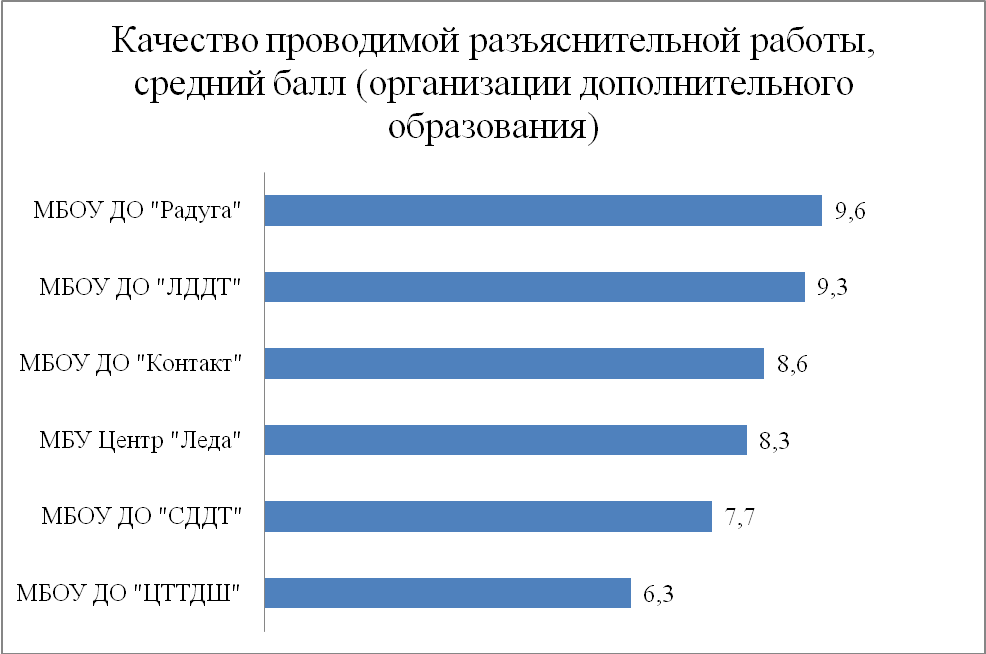 Качество проводимой разъяснительной работы,
средний балл (организации дополнительного
образования)
МБОУ ДО "Радуга" 9,6
МБОУ ДО "ЛДДТ" 9,3
МБОУ ДО "Контакт" 8,6
МБУ Центр "Леда" 8,3
МБОУ ДО "СДДТ" 7,7
МБОУ ДО "ЦТТДШ" 6,3